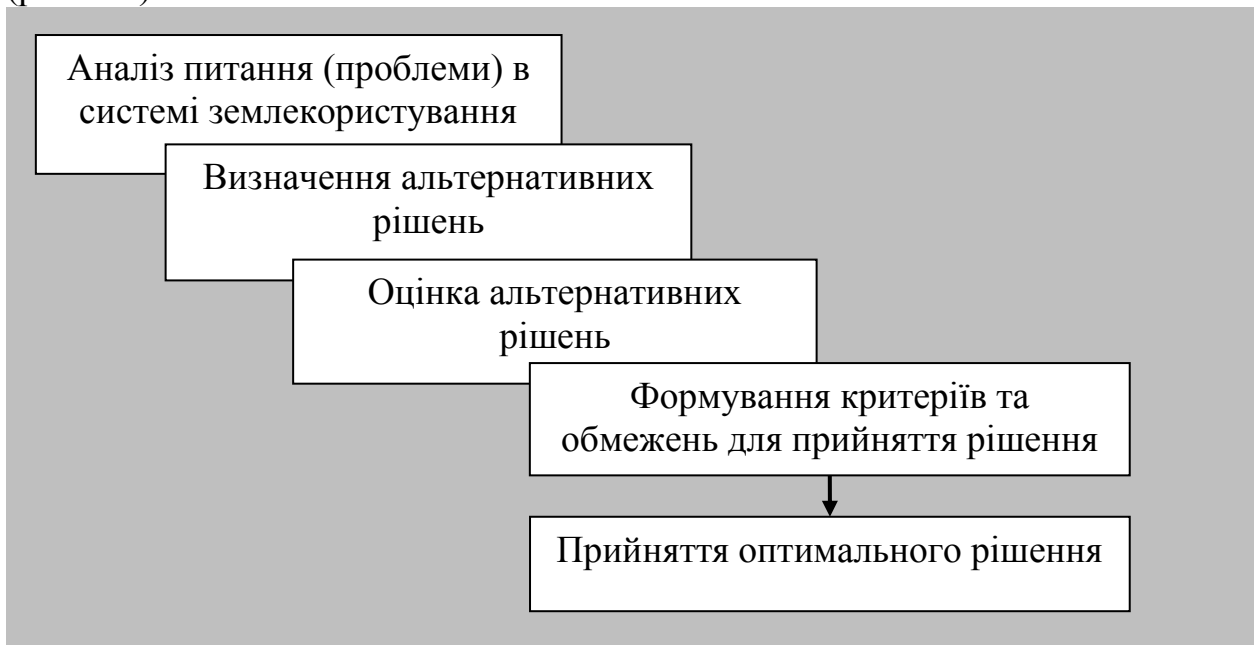 Аналіз питання (проблеми) в
системі землекористування
Визначення альтернативних
рішень
Оцінка альтернативних
рішень
Формування критеріїв та
обмежень для прийняття рішення
Прийняття оптимального рішення